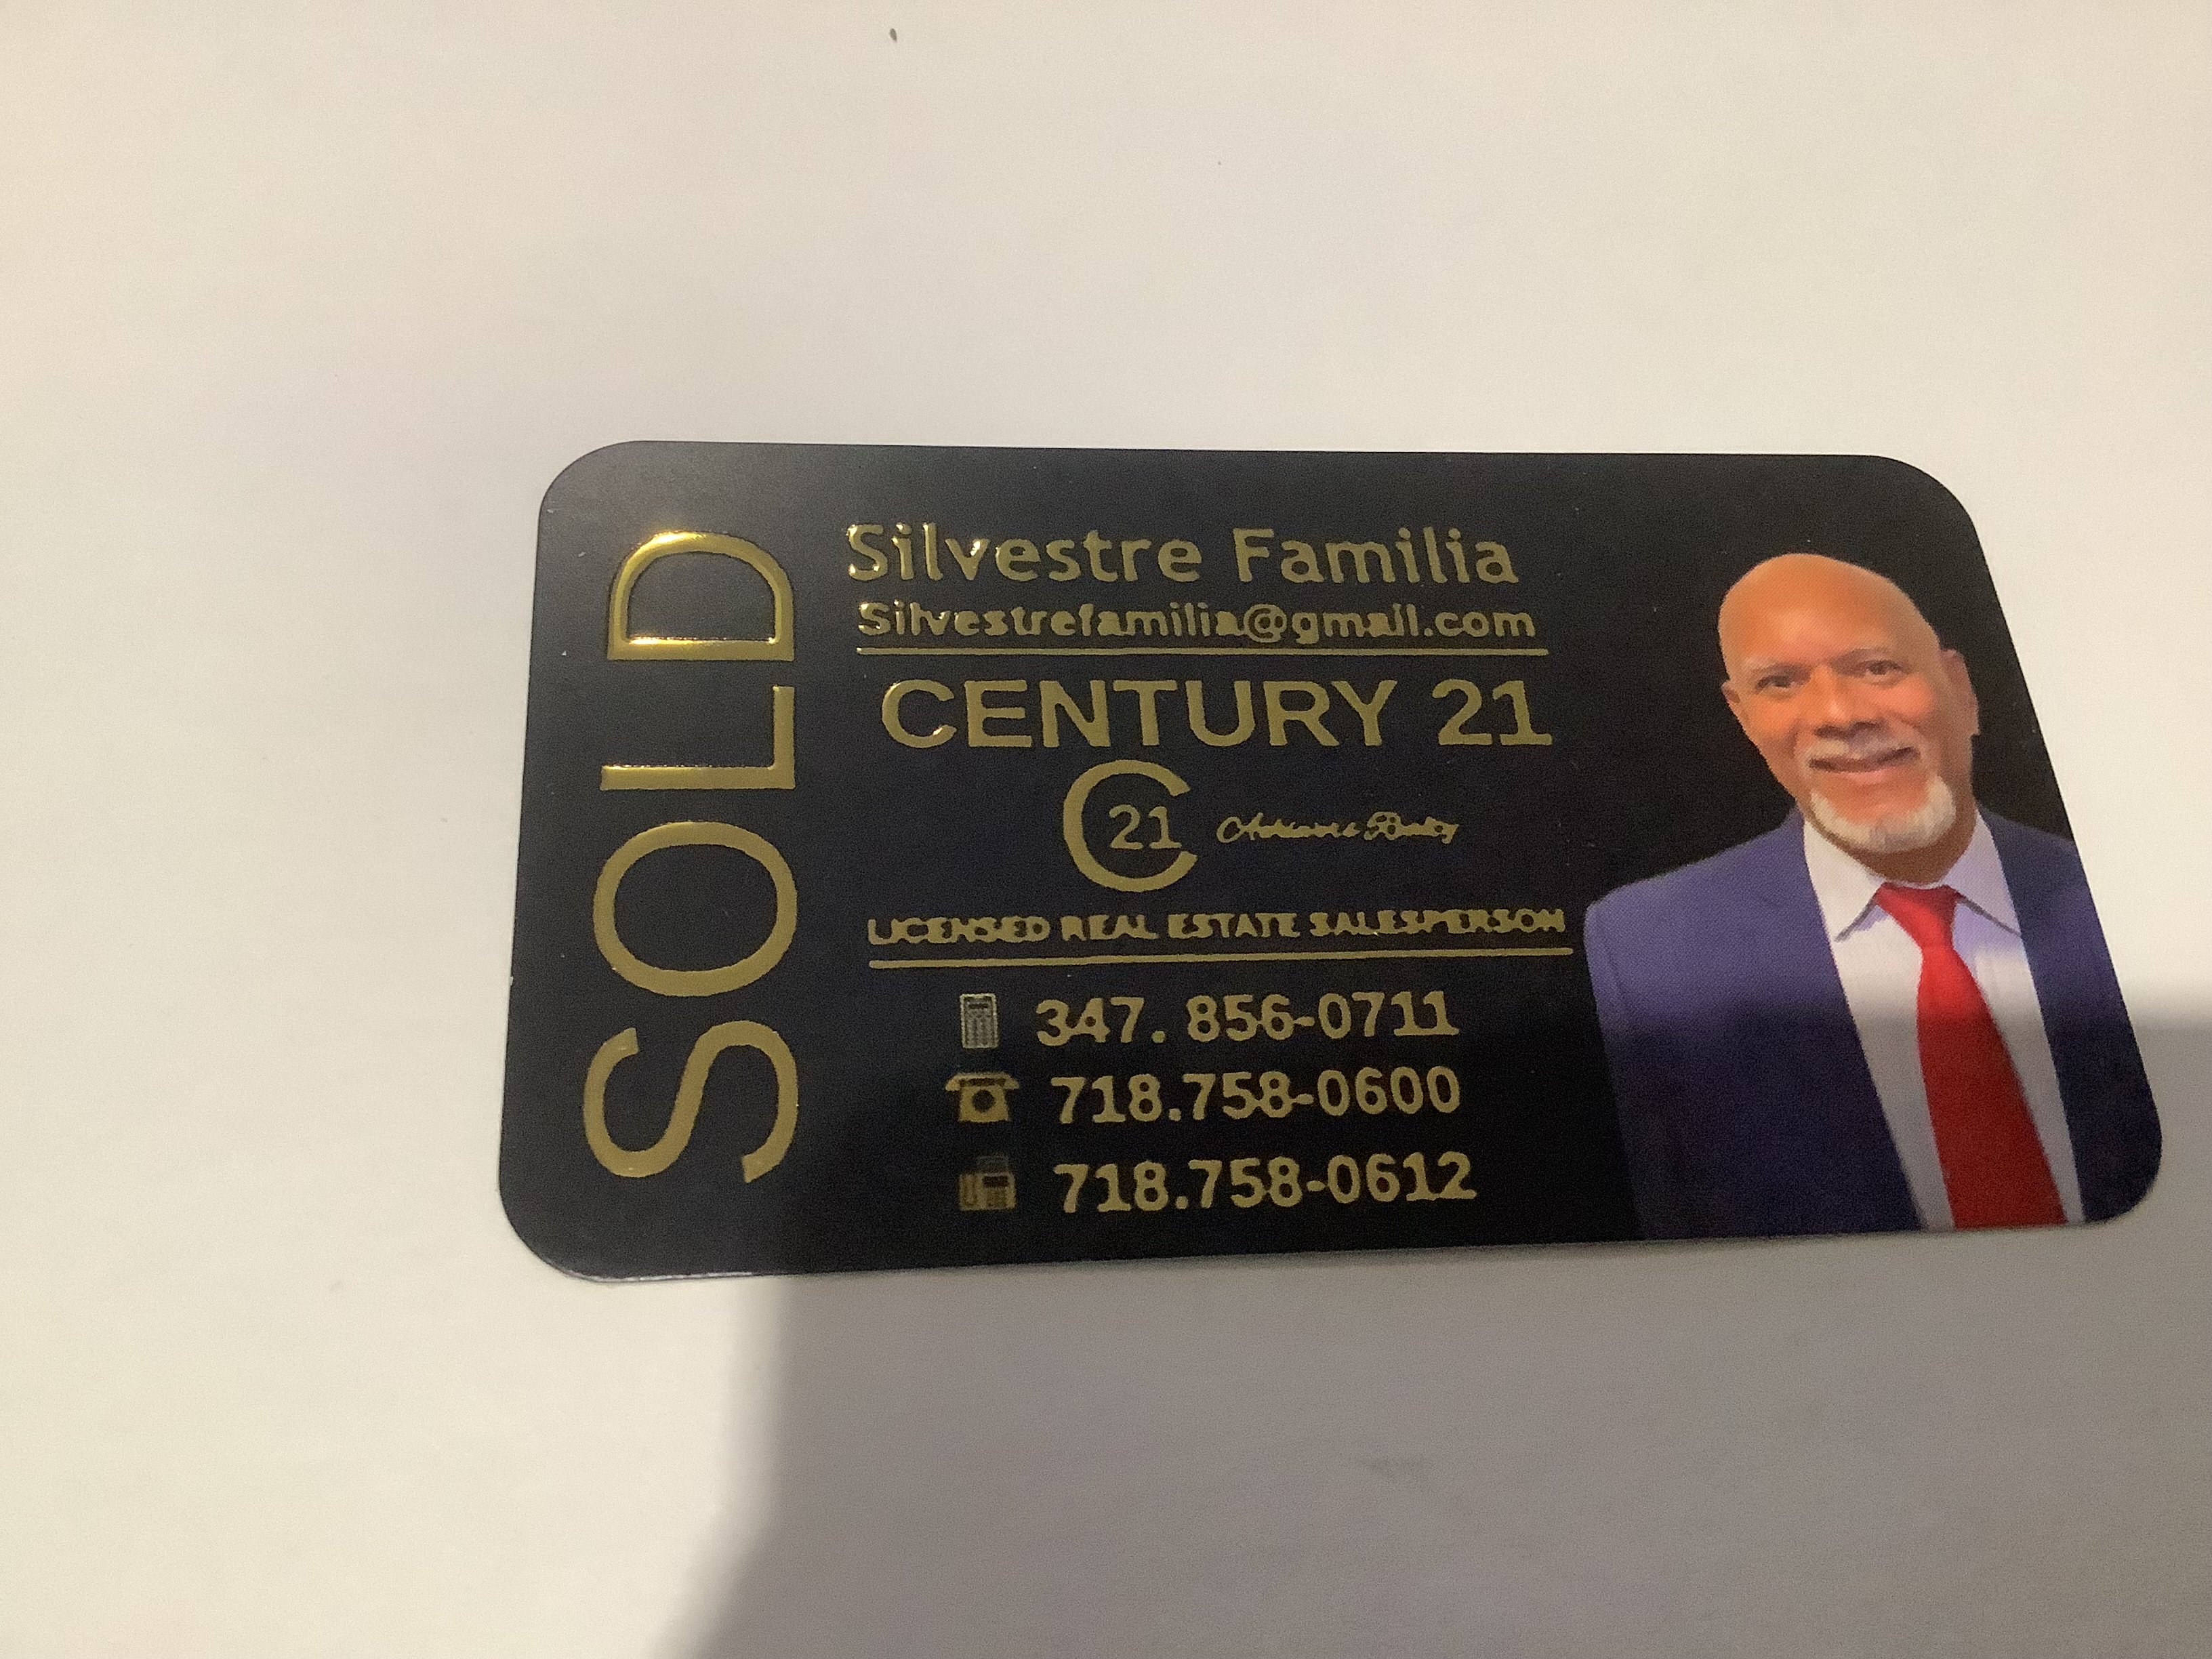 SOLD
Silvestre Familia
Silvestrefamilia@gmail.com
CENTURY 21
C21
LICENSED REAL ESTATE SALESPERSON
347. 856-0711
718.758-0600
718.758-0612